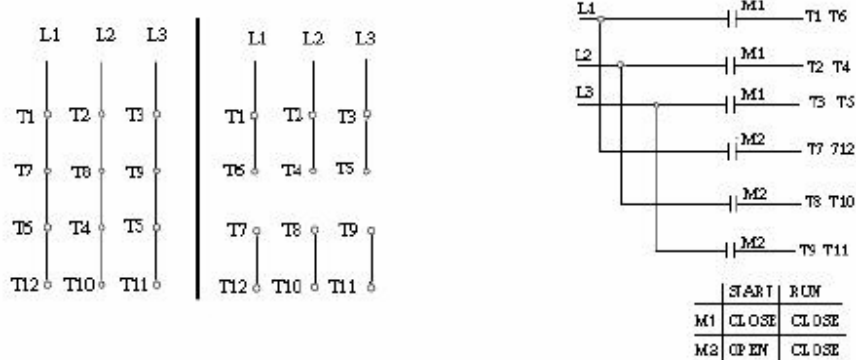 L1 L2 L3
T1 T2 T3
T7 T8 T9
T6 T4 T5
T12 T10 T11
L1 L2 L3
T1 T2 T3
T6 T4 T5
T7 T8 T9
T12 T10 T11
L1 M1 T1 T6
L2 M1 T2 T4
L3 M1 T3 T5
M2 T7 712
M2 T8 T10
M2 T9 T11
START RUN
M1 CLOSE CLOSE
M2 OPEN CLOSE